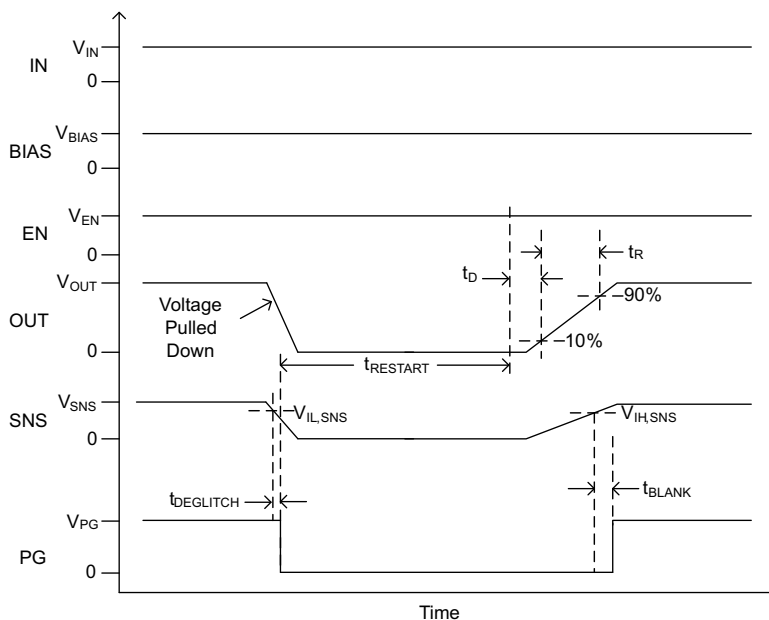 V_IN
IN
0
V_BIAS
BIAS
0
V_EN
EN
0
t_R
t_D
V_OUT
90%
Voltage
Pulled
Down
OUT
10%
0
t_RESTART
V_SNS
V_IL,SNS
V_IH,SNS
SNS
0
t_DEGLITCH
t_BLANK
V_PG
PG
0
Time